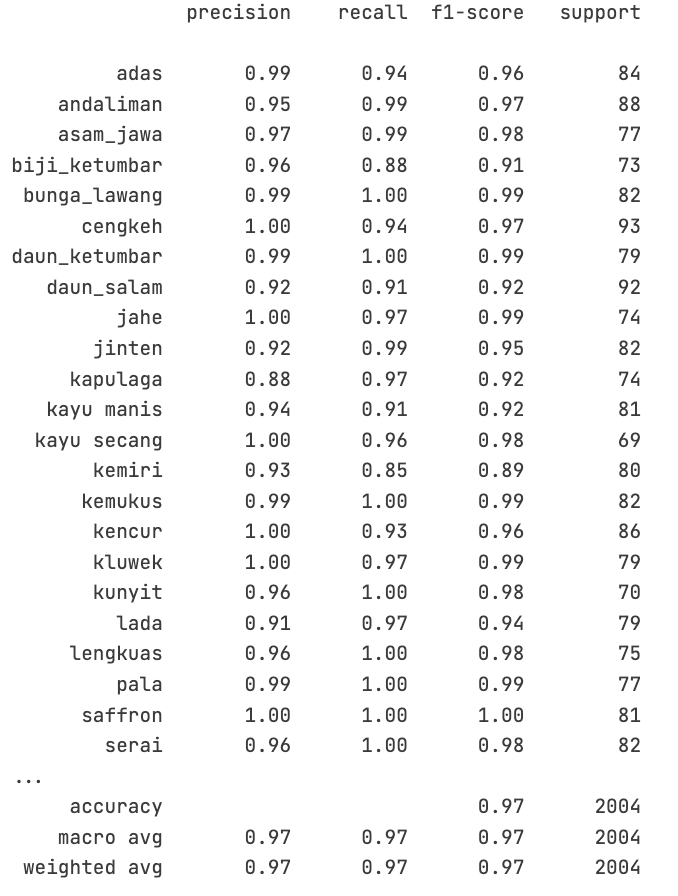 precision recall f1-score support
adas 0.99 0.94 0.96 84
andaliman 0.95 0.99 0.97 88
asam_jawa 0.97 0.99 0.98 77
biji_ketumbar 0.96 0.88 0.91 73
bunga_lawang 0.99 1.00 0.99 82
cengkeh 1.00 0.94 0.97 93
daun_ketumbar 0.99 1.00 0.99 79
daun_salam 0.92 0.91 0.92 92
jahe 1.00 0.97 0.99 74
jinten 0.92 0.99 0.95 82
kapulaga 0.88 0.97 0.92 74
kayu manis 0.94 0.91 0.92 81
kayu secang 1.00 0.96 0.98 69
kemiri 0.93 0.85 0.89 80
kemukus 0.99 1.00 0.99 82
kencur 1.00 0.93 0.96 86
kluwek 1.00 0.97 0.99 79
kunyit 0.96 1.00 0.98 70
lada 0.91 0.97 0.94 79
lengkuas 0.96 1.00 0.98 75
pala 0.99 1.00 0.99 77
saffron 1.00 1.00 1.00 81
serai 0.96 1.00 0.98 82
...
accuracy 0.97 2004
macro avg 0.97 0.97 0.97 2004
weighted avg 0.97 0.97 0.97 2004